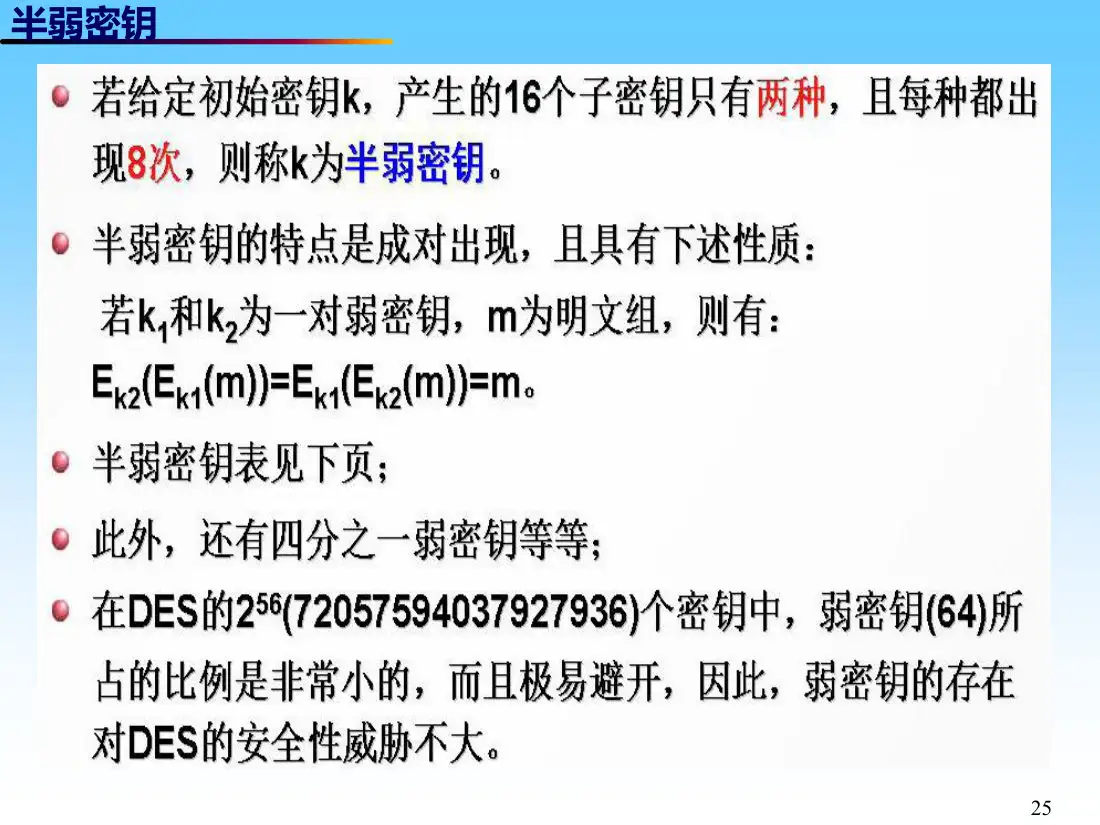 半弱密钥
若给定初始密钥k，产生的16个子密钥只有两种，且每种都出
现8次，则称k为半弱密钥。
半弱密钥的特点是成对出现，且具有下述性质：
若k₁和k₂为一对弱密钥，m为明文组，则有：
Eₖ₂(Eₖ₁(m))=Eₖ₁(Eₖ₂(m))=m。
半弱密钥表见下页；
此外，还有四分之一弱密钥等等；
在DES的2⁵⁶(72057594037927936)个密钥中，弱密钥(64)所
占的比例是非常小的，而且极易避开，因此，弱密钥的存在
对DES的安全性威胁不大。
25